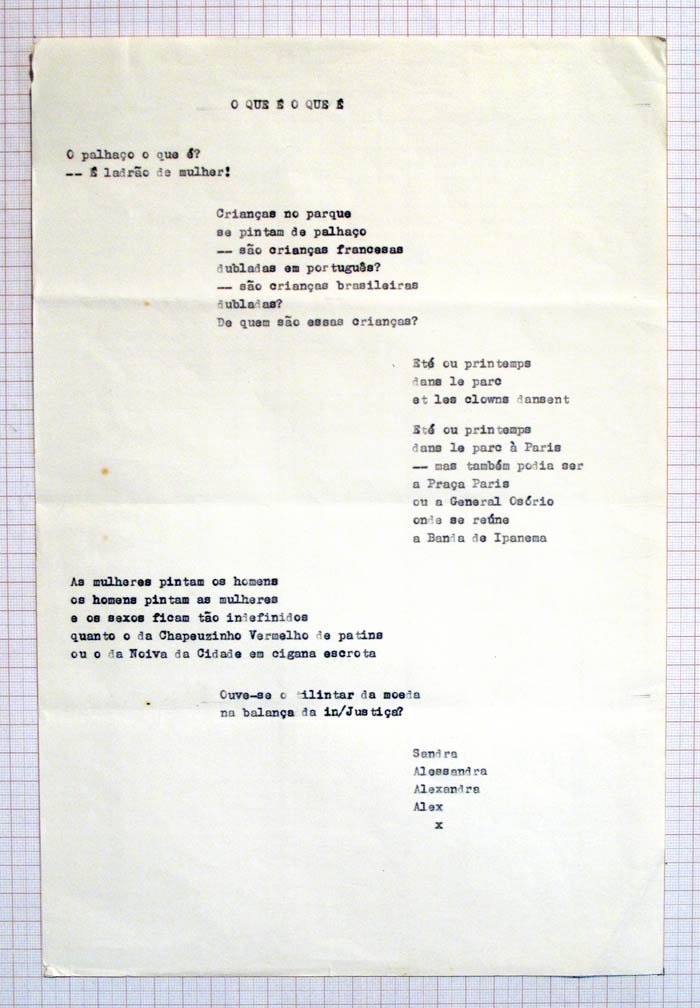 O QUE É O QUE É
O palhaço o que é?
-- É ladrão de mulher!
Crianças no parque
se pintam de palhaço
-- são crianças francesas
dubladas em português?
-- são crianças brasileiras
dubladas?
De quem são essas crianças?
Eté ou printemps
dans le parc
et les clowns dansent
Eté ou printemps
dans le parc à Paris
-- mas também podia ser
a Praça Paris
ou a General Osório
onde se reúne
a Banda de Ipanema
As mulheres pintam os homens
os homens pintam as mulheres
e os sexos ficam tão indefinidos
quanto o da Chapeuzinho Vermelho de patins
ou o da Noiva da Cidade em cigana escrota
Ouve-se o tilintar da moeda
na balança da in/Justiça?
Sandra
Alessandra
Alexandra
Alex
x